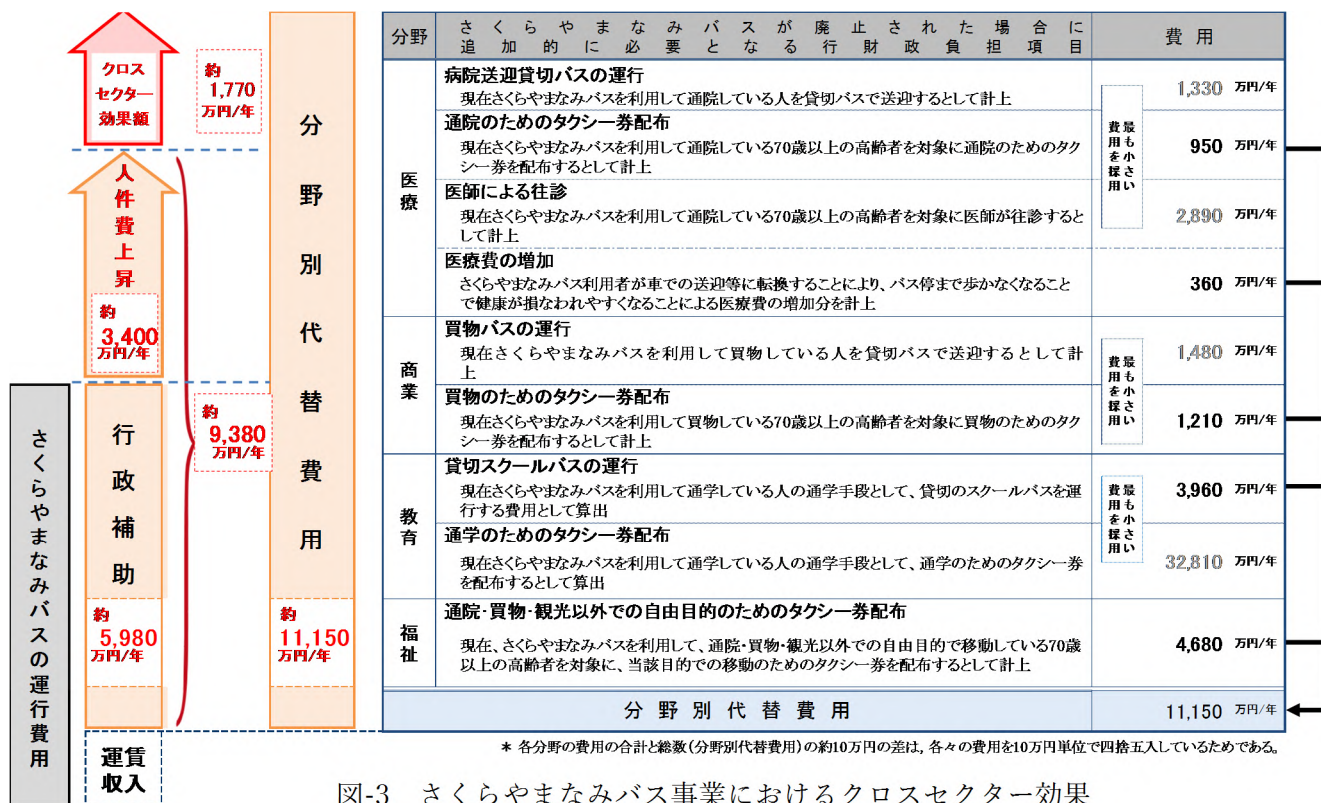 クロス
セクター
効果額
約
1,770
万円/年
人件費上昇
約
3,400
万円/年
約
9,380
万円/年
行政補助
約
5,980
万円/年
運賃
収入
さくらやまなみバスの運行費用
分野別代替費用
約
11,150
万円/年
分野
さくらやまなみバスが廃止された場合に
追加的に必要となる行財政負担項目
費用
医療
病院送迎貸切バスの運行
現在さくらやまなみバスを利用して通院している人を貸切バスで送迎するとして計上
1,330 万円/年
通院のためのタクシー券配布
現在さくらやまなみバスを利用して通院している70歳以上の高齢者を対象に通院のためのタク
シー券を配布するとして計上
950 万円/年
医師による往診
現在さくらやまなみバスを利用して通院している70歳以上の高齢者を対象に医師が往診すると
して計上
2,890 万円/年
最も小さい
費用を採用
医療費の増加
さくらやまなみバス利用者が車での送迎等に転換することにより、バス停まで歩かなくなること
で健康が損なわれやすくなることによる医療費の増加分を計上
360 万円/年
商業
買物バスの運行
現在さくらやまなみバスを利用して買物している人を貸切バスで送迎するとして計
上
1,480 万円/年
買物のためのタクシー券配布
現在さくらやまなみバスを利用して買物している70歳以上の高齢者を対象に買物のためのタク
シー券を配布するとして計上
1,210 万円/年
最も小さい
費用を採用
教育
貸切スクールバスの運行
現在さくらやまなみバスを利用して通学している人の通学手段として、貸切のスクールバスを運
行する費用として算出
3,960 万円/年
通学のためのタクシー券配布
現在さくらやまなみバスを利用して通学している人の通学手段として、通学のためのタクシー券
を配布するとして算出
32,810 万円/年
最も小さい
費用を採用
福祉
通院・買物・観光以外での自由目的のためのタクシー券配布
現在、さくらやまなみバスを利用して、通院・買物・観光以外での自由目的で移動している70歳
以上の高齢者を対象に、当該目的での移動のためのタクシー券を配布するとして計上
4,680 万円/年
分野別代替費用
11,150 万円/年
* 各分野の費用の合計と総数(分野別代替費用)の約10万円の差は, 各々の費用を10万円単位で四捨五入しているためである。
図-3 さくらやまなみバス事業におけるクロスセクター効果